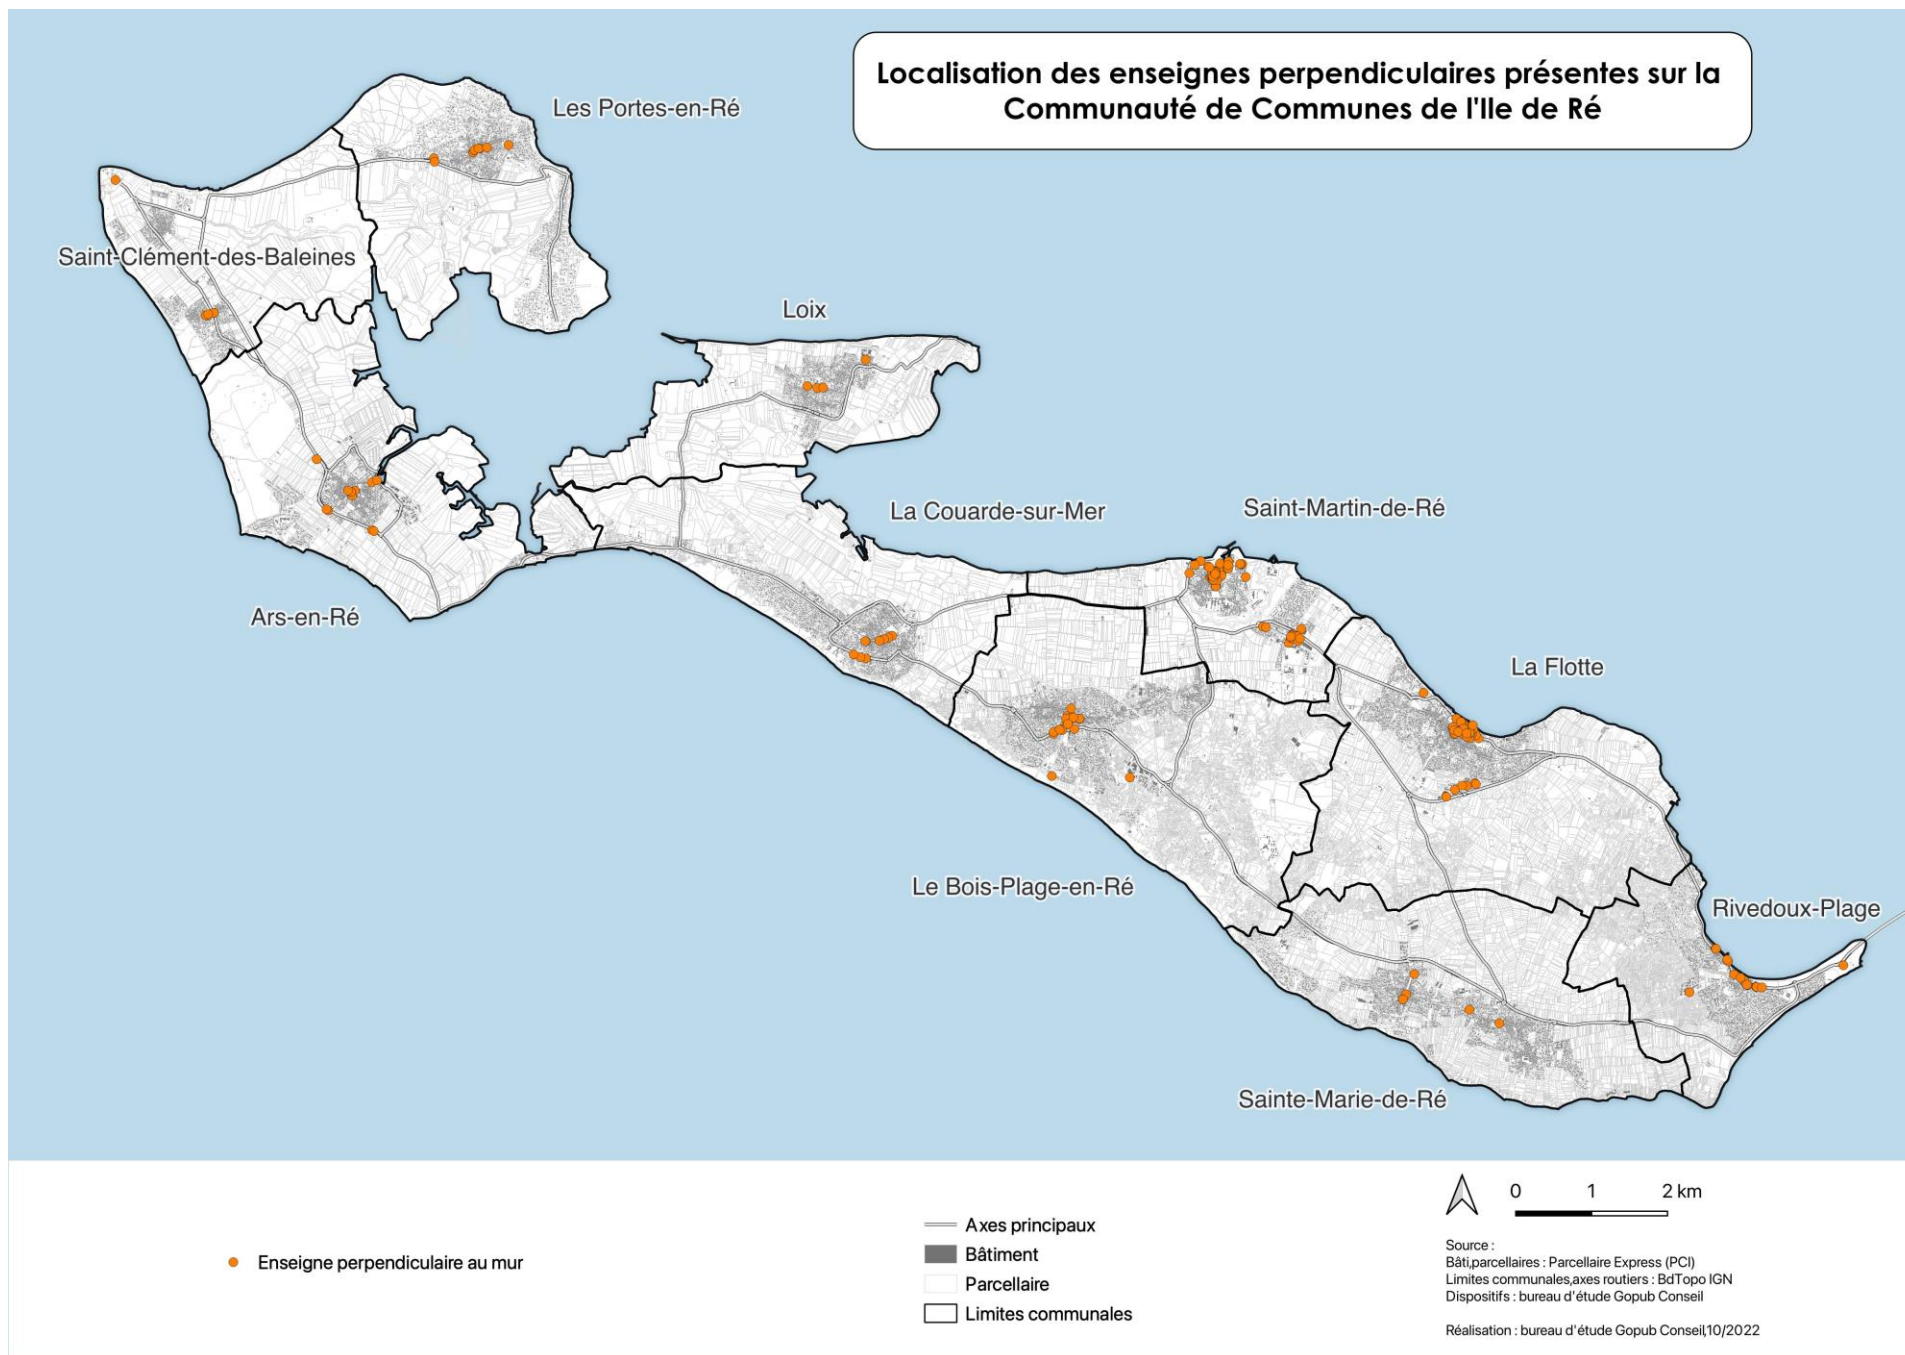 Localisation des enseignes perpendiculaires présentes sur la
Communauté de Communes de l'Ile de Ré
Les Portes-en-Ré
Saint-Clément-des-Baleines
Loix
La Couarde-sur-Mer
Saint-Martin-de-Ré
Ars-en-Ré
La Flotte
Le Bois-Plage-en-Ré
Rivedoux-Plage
Sainte-Marie-de-Ré
Enseigne perpendiculaire au mur
Axes principaux
Bâtiment
Parcellaire
Limites communales
0 1 2 km
Source :
Bâti,parcellaires : Parcellaire Express (PCI)
Limites communales,axes routiers : BdTopo IGN
Dispositifs : bureau d'étude Gopub Conseil
Réalisation : bureau d'étude Gopub Conseil,10/2022